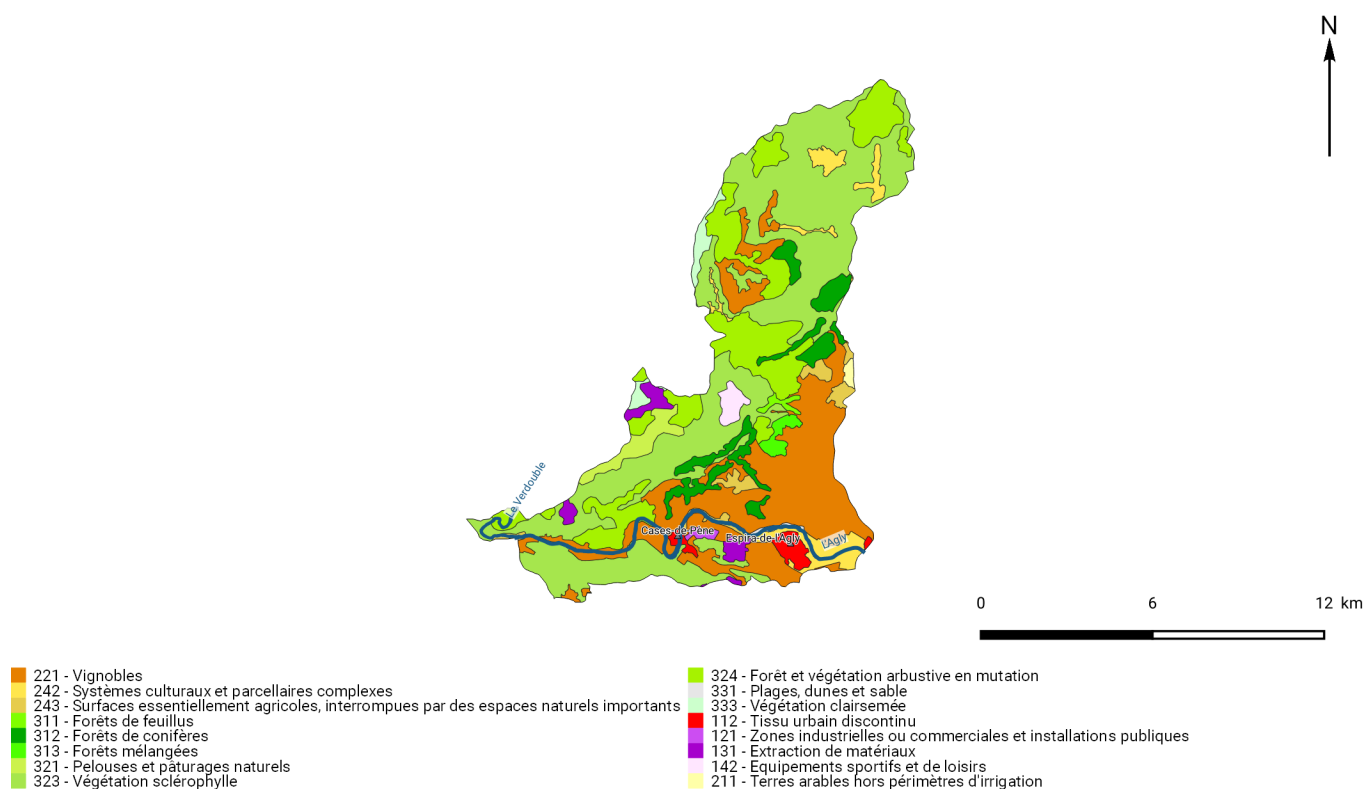 N
Le Verdouble
Cases-de-Pène
Espira-de-l'Agly
L'Agly
0 6 12 km
221 - Vignobles
242 - Systèmes culturaux et parcellaires complexes
243 - Surfaces essentiellement agricoles, interrompues par des espaces naturels importants
311 - Forêts de feuillus
312 - Forêts de conifères
313 - Forêts mélangées
321 - Pelouses et pâturages naturels
323 - Végétation sclérophylle
324 - Forêt et végétation arbustive en mutation
331 - Plages, dunes et sable
333 - Végétation clairsemée
112 - Tissu urbain discontinu
121 - Zones industrielles ou commerciales et installations publiques
131 - Extraction de matériaux
142 - Equipements sportifs et de loisirs
211 - Terres arables hors périmètres d'irrigation